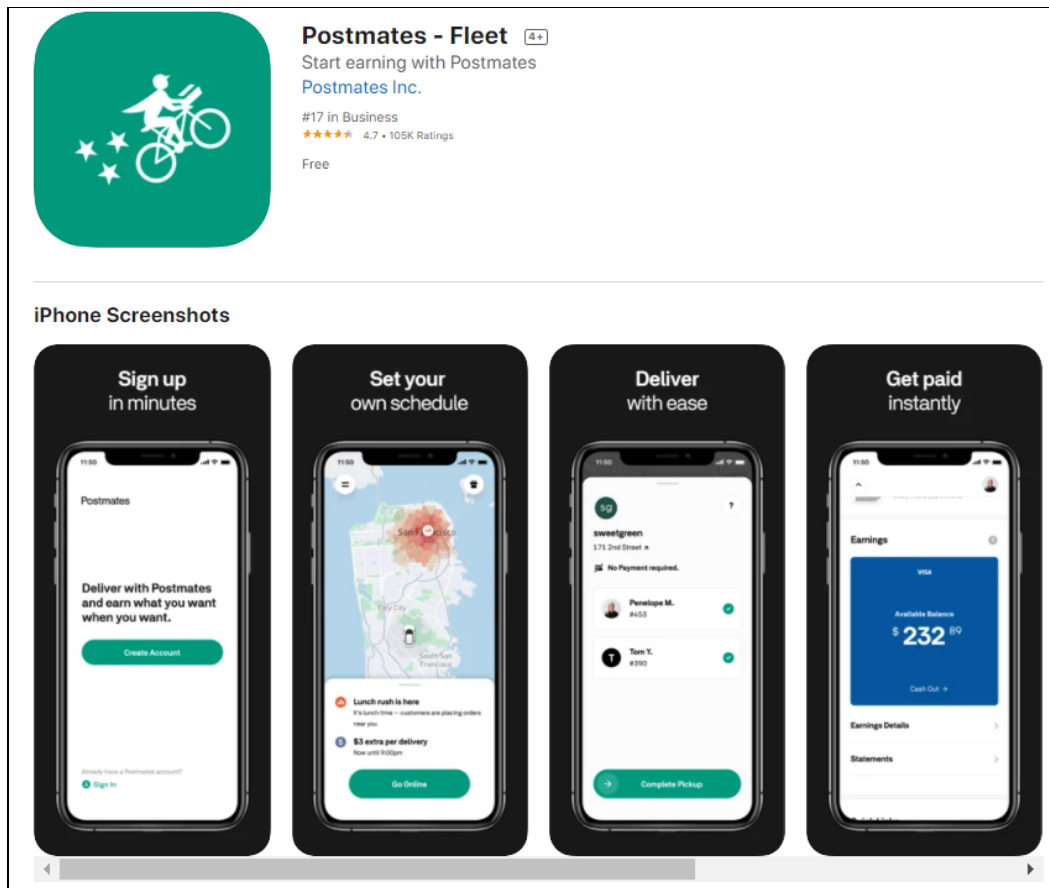 Postmates - Fleet 4+
Start earning with Postmates
Postmates Inc.
#17 in Business
4.7 • 105K Ratings
Free
iPhone Screenshots
Sign up
in minutes
11:50
Postmates
Deliver with Postmates
and earn what you want
when you want.
Create Account
Already have a Postmates account?
Sign In
Set your
own schedule
11:50
San Francisco
Daly City
South San
Francisco
Lunch rush is here
It's lunch time — customers are placing orders
near you
$3 extra per delivery
Now until 9:00pm
Go Online
Deliver
with ease
11:50
sg
?
sweetgreen
171 2nd Street
No Payment required.
Penelope M.
#453
T
Tom Y.
#390
Complete Pickup
Get paid
instantly
11:50
Earnings
VISA
Available Balance
$ 232 89
Cash Out →
Earnings Details
Statements